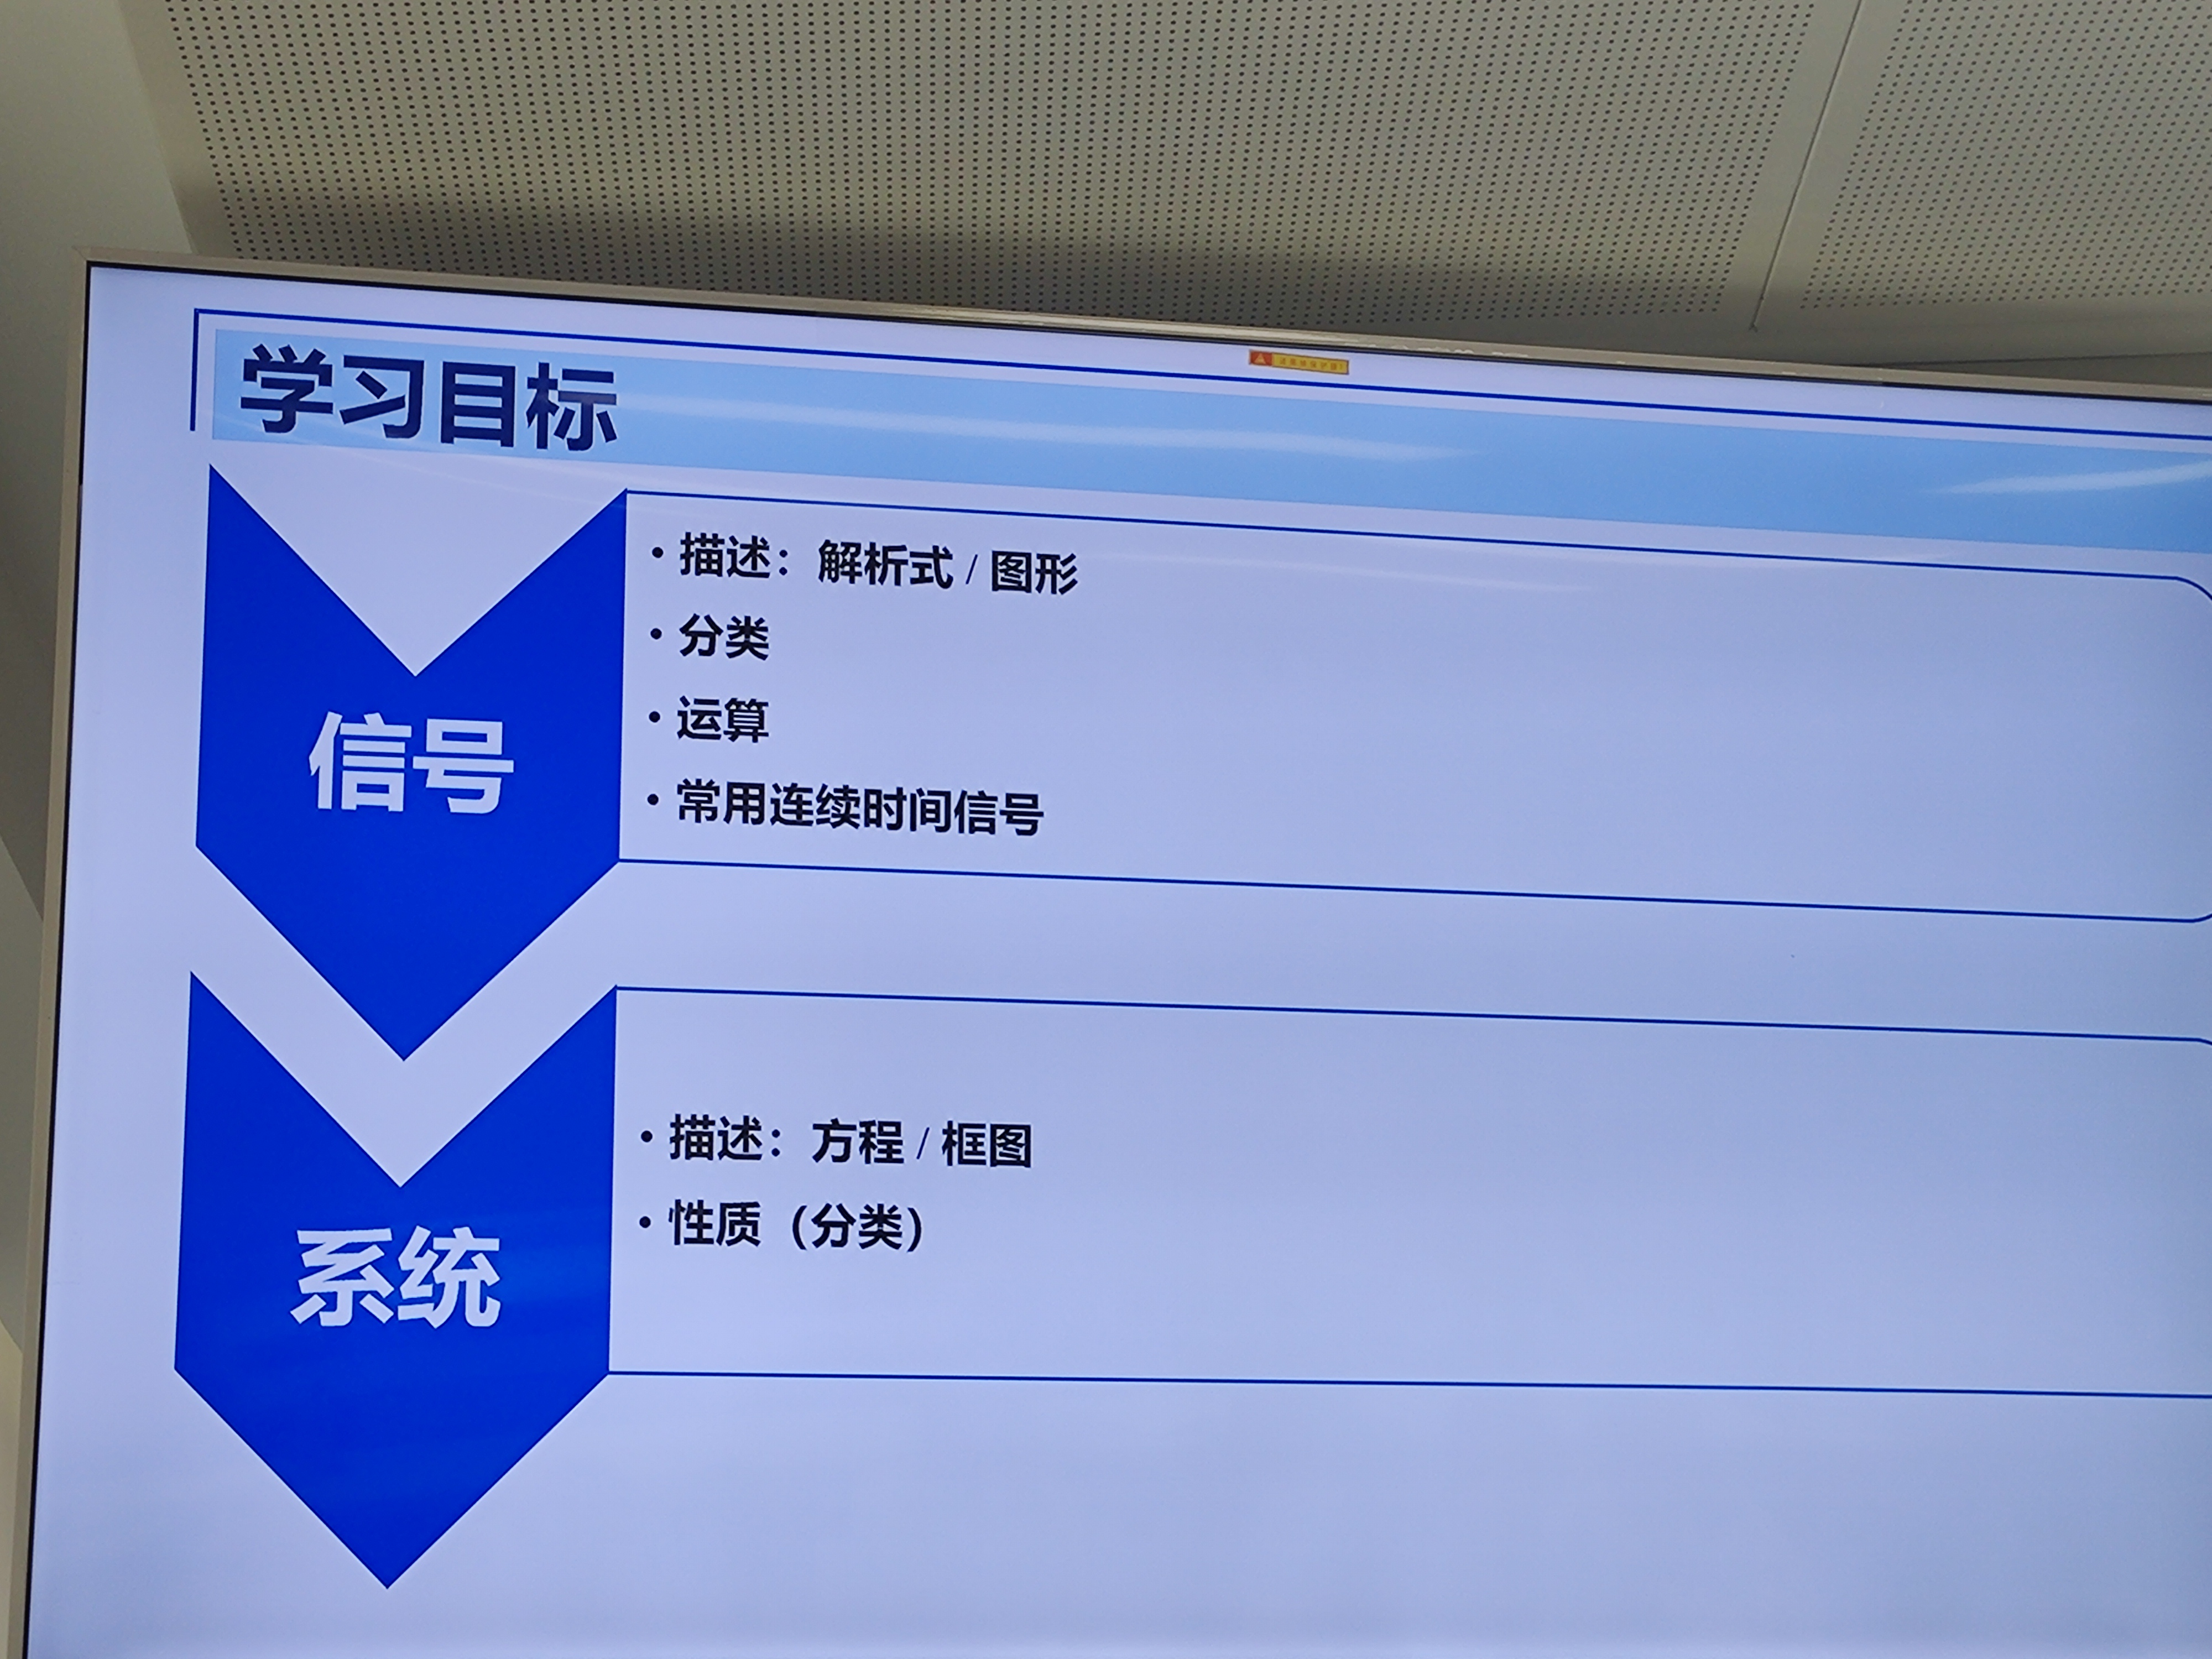 学习目标
信号
• 描述：解析式 / 图形
• 分类
• 运算
• 常用连续时间信号
系统
• 描述：方程 / 框图
• 性质（分类）